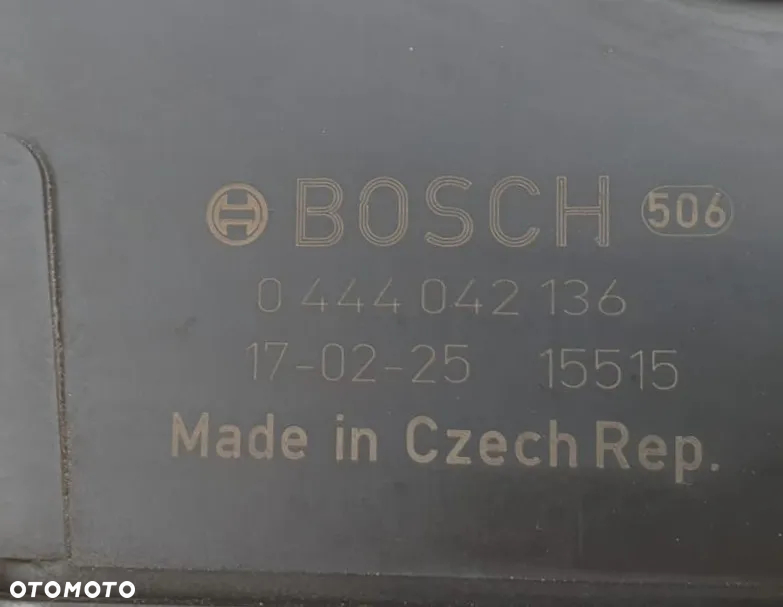 BOSCH 506
0 444 042 136
17-02-25 15515
Made in Czech Rep.
OTOMOTO